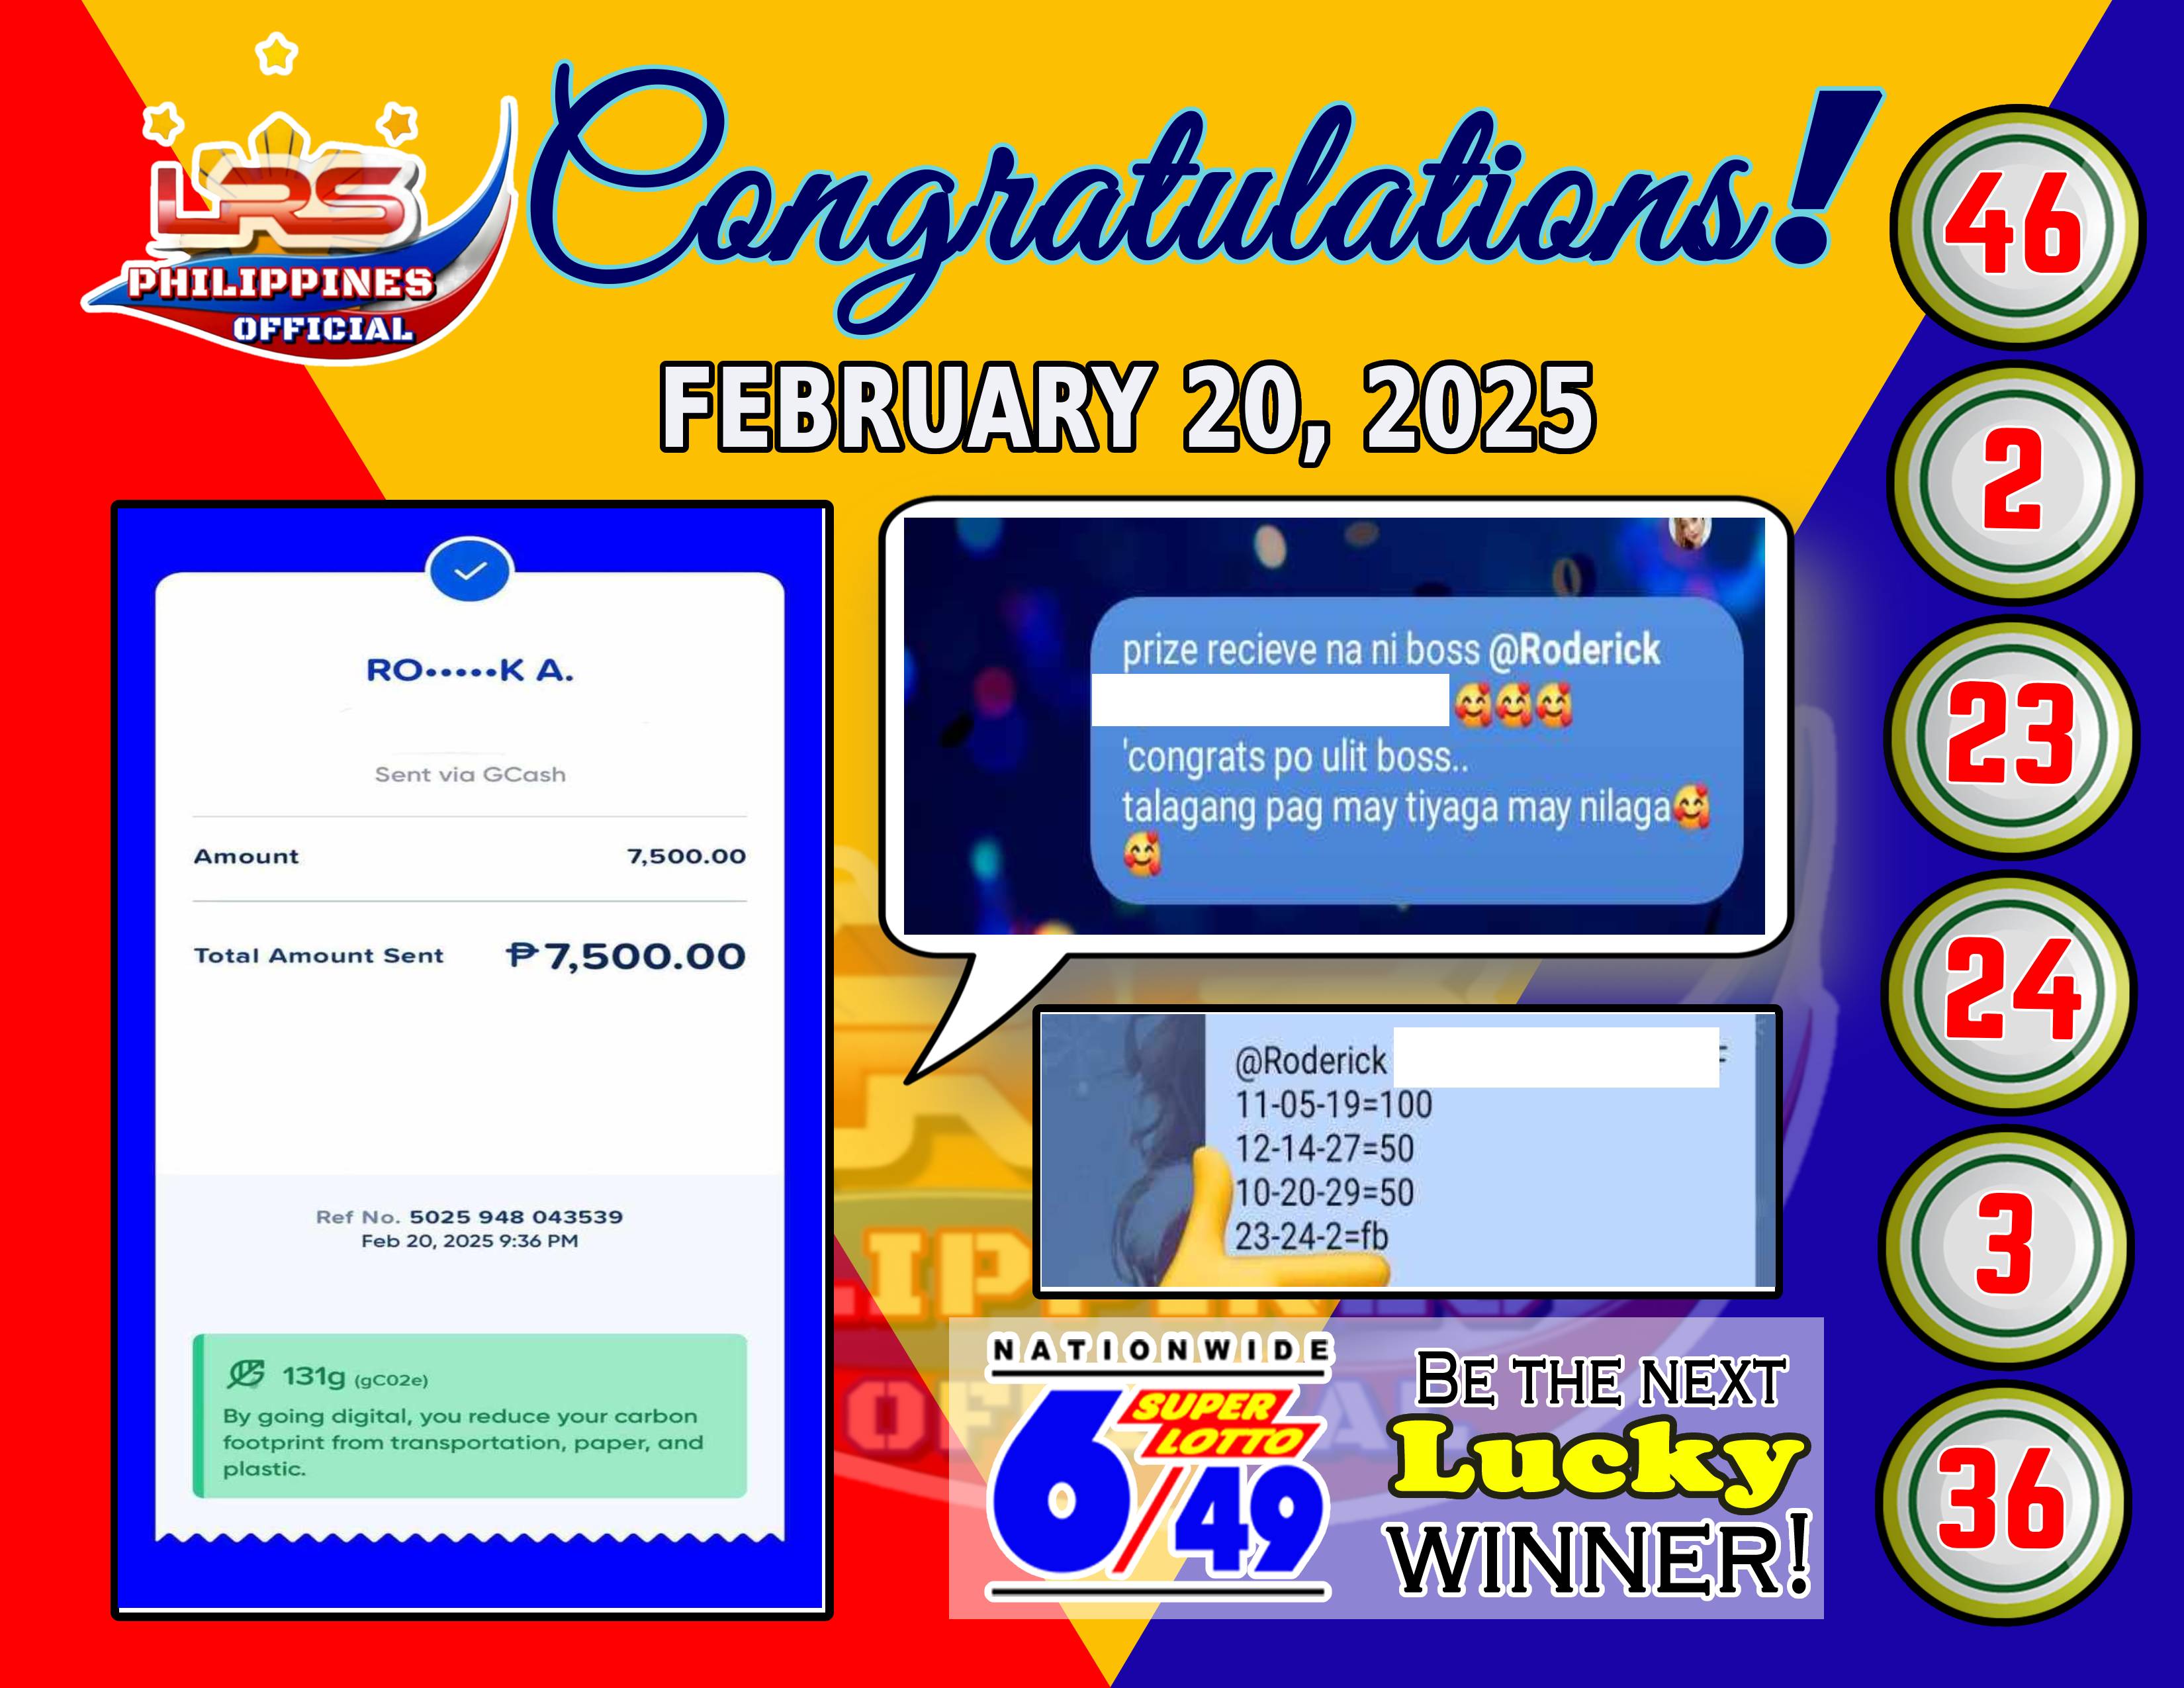 LRS
PHILIPPINES
OFFICIAL
Congratulations!
FEBRUARY 20, 2025
RO•••••K A.
Sent via GCash
Amount 7,500.00
Total Amount Sent ₱7,500.00
Ref No. 5025 948 043539
Feb 20, 2025 9:36 PM
131g (gC02e)
By going digital, you reduce your carbon
footprint from transportation, paper, and
plastic.
prize recieve na ni boss @Roderick
🥰🥰🥰
'congrats po ulit boss..
talagang pag may tiyaga may nilaga🥰
🥰
@Roderick
11-05-19=100
12-14-27=50
10-20-29=50
23-24-2=fb
NATIONWIDE
SUPER
LOTTO
6/49
BE THE NEXT
Lucky
WINNER!
46
2
23
24
3
36